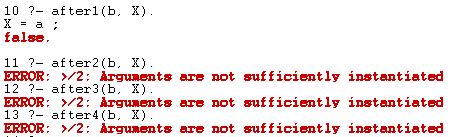 10 ?- after1(b, X).
X = a ;
false.
11 ?- after2(b, X).
ERROR: >/2: Arguments are not sufficiently instantiated
12 ?- after3(b, X).
ERROR: >/2: Arguments are not sufficiently instantiated
13 ?- after4(b, X).
ERROR: >/2: Arguments are not sufficiently instantiated